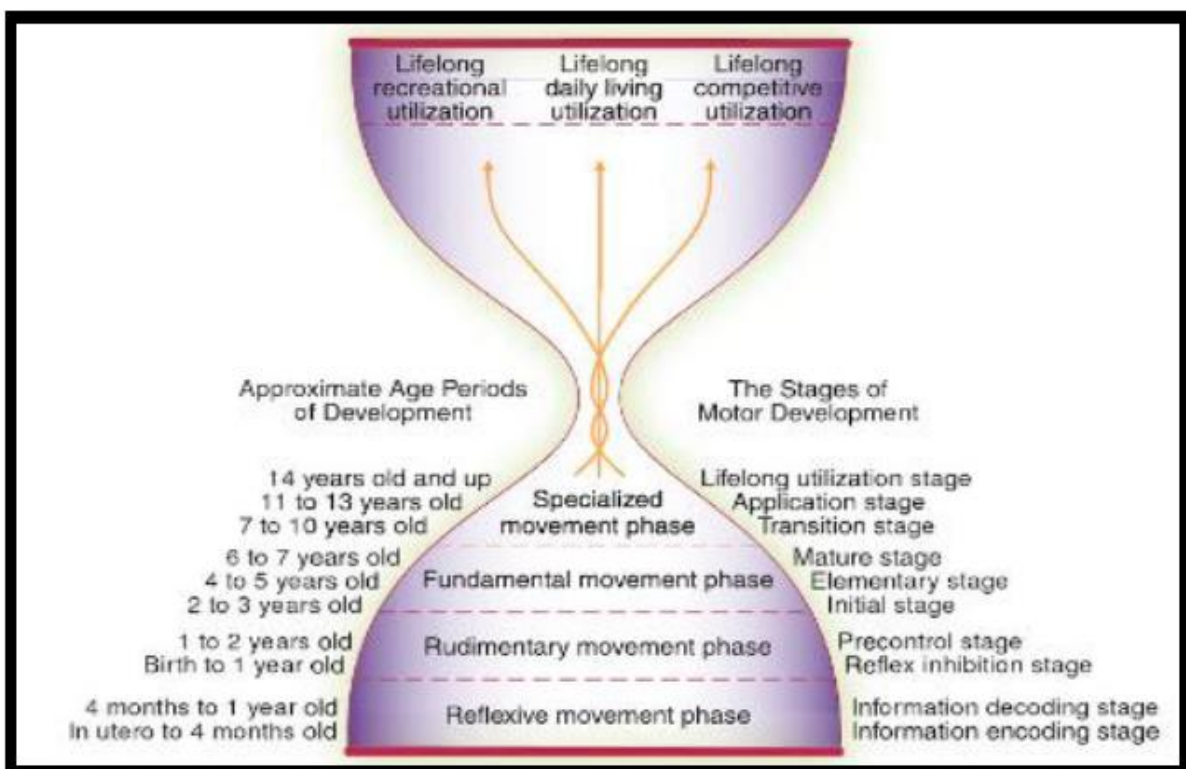 Lifelong recreational utilization
Lifelong daily living utilization
Lifelong competitive utilization
Approximate Age Periods
of Development
The Stages of
Motor Development
14 years old and up
11 to 13 years old
7 to 10 years old
Specialized
movement phase
Lifelong utilization stage
Application stage
Transition stage
6 to 7 years old
4 to 5 years old
2 to 3 years old
Fundamental movement phase
Mature stage
Elementary stage
Initial stage
1 to 2 years old
Birth to 1 year old
Rudimentary movement phase
Precontrol stage
Reflex inhibition stage
4 months to 1 year old
In utero to 4 months old
Reflexive movement phase
Information decoding stage
Information encoding stage